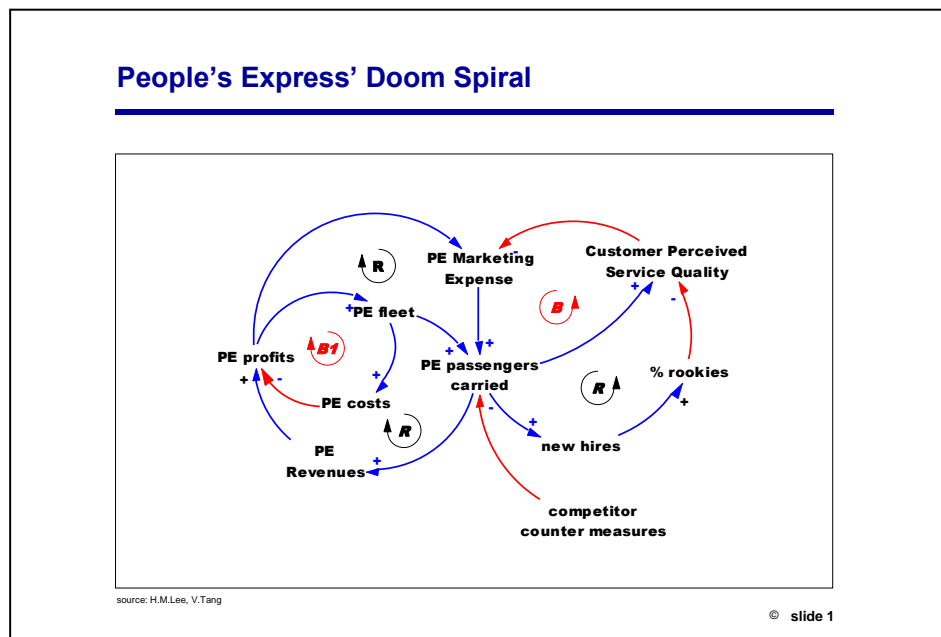 People's Express' Doom Spiral
PE Marketing
Expense
-
Customer Perceived
Service Quality
+
-
R
B
+
PE fleet
B1
PE profits
+
-
+
+
+
PE passengers
carried
-
% rookies
+
R
+
PE costs
R
+
new hires
PE
Revenues
+
competitor
counter measures
source: H.M.Lee, V.Tang
© slide 1